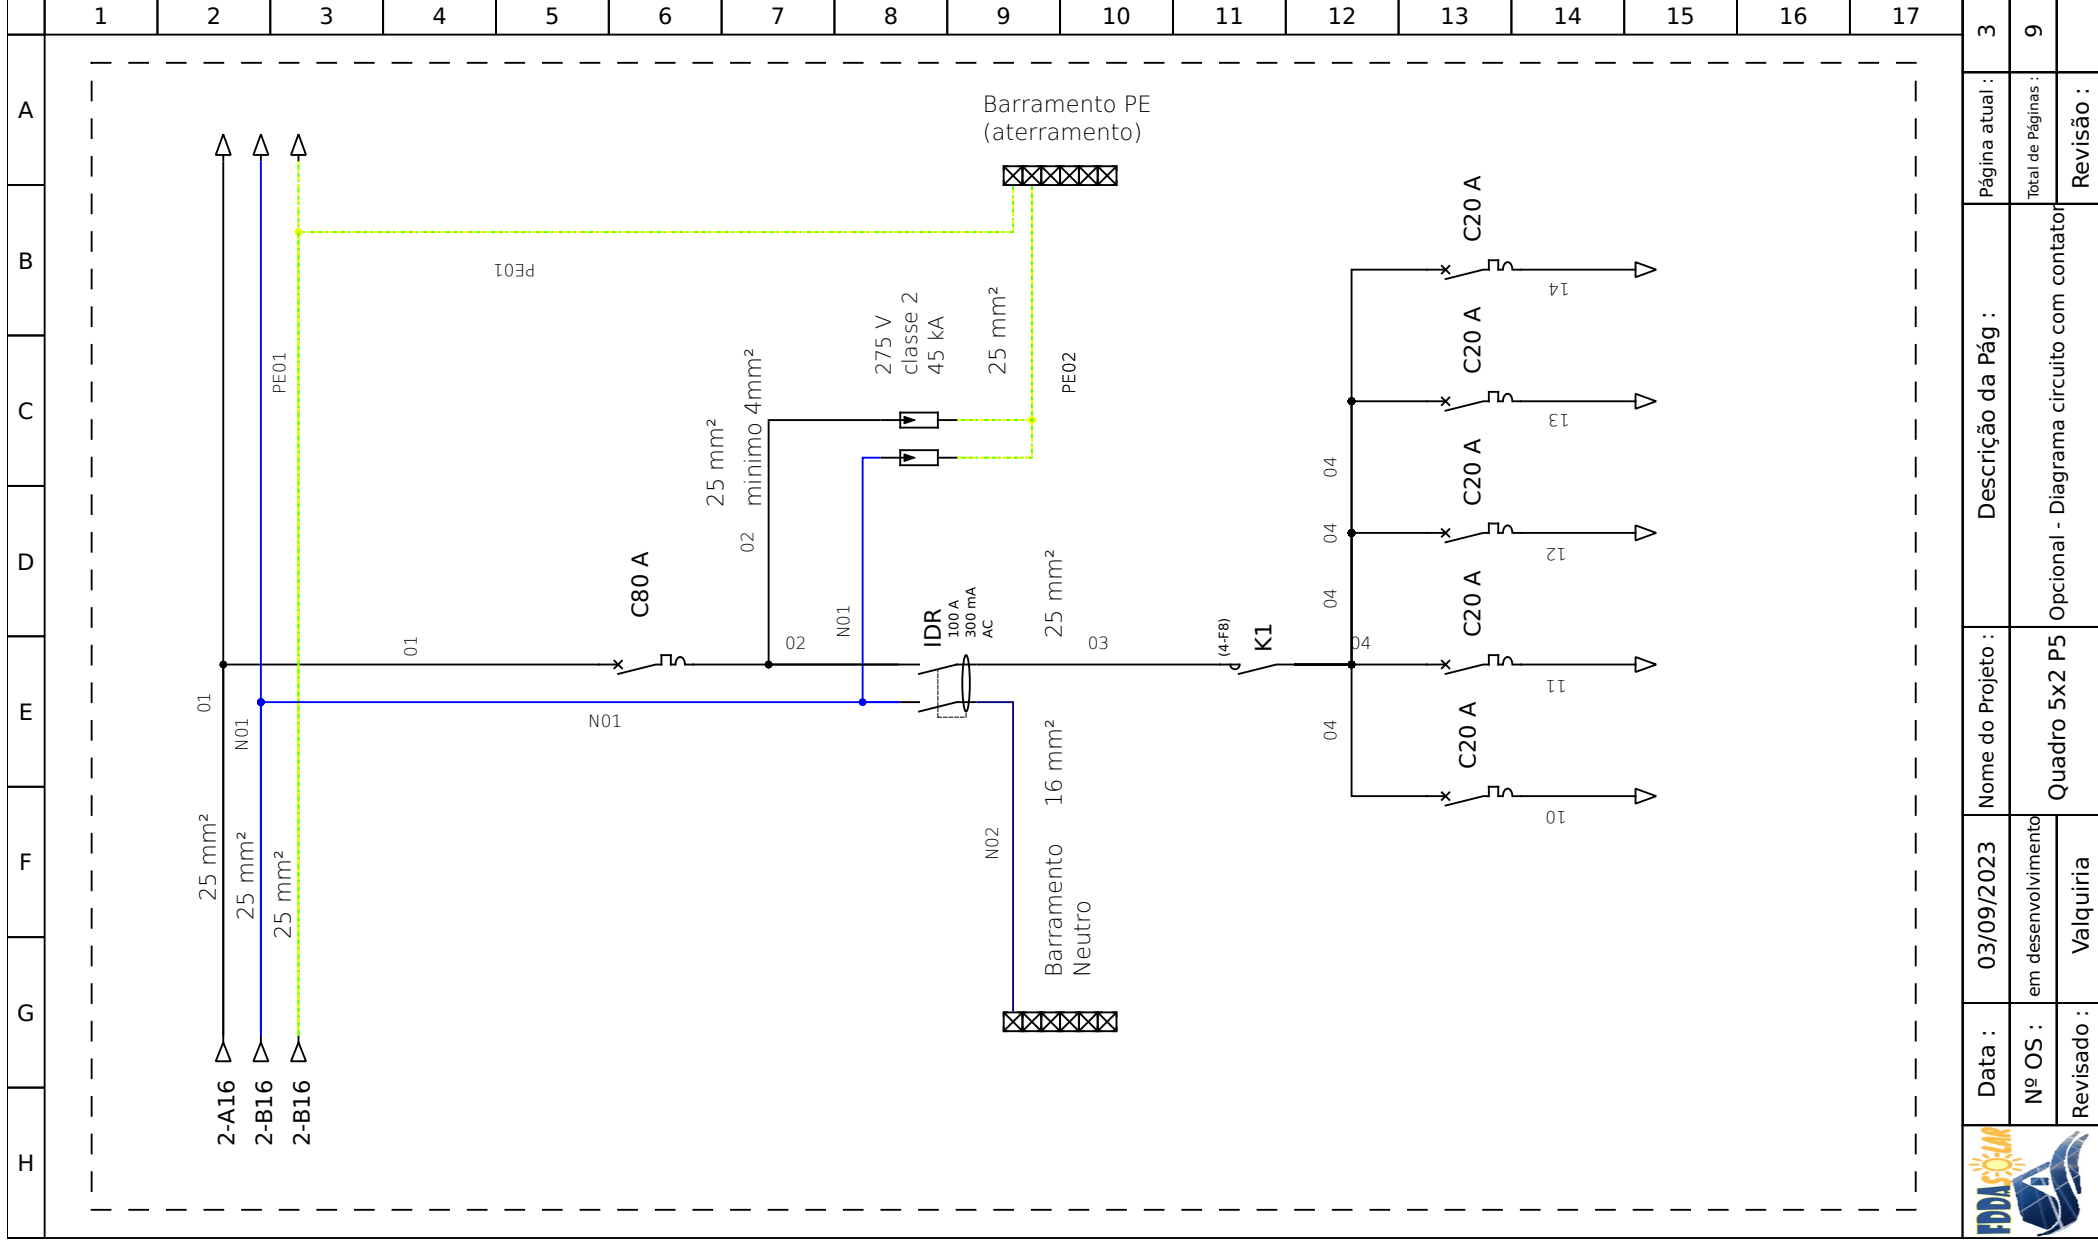 1 2 3 4 5 6 7 8 9 10 11 12 13 14 15 16 17
A
B
C
D
E
F
G
H
Barramento PE
(aterramento)
PE01
PE01
25 mm²
PE02
275 V
classe 2
45 kA
25 mm²
minimo 4mm²
02
N01
C80 A
01
02
IDR
100 A
300 mA
AC
25 mm²
03
(4-F8)
K1
04
04
04
04
04
C20 A
14
C20 A
13
C20 A
12
C20 A
11
C20 A
10
01
N01
N01
25 mm²
25 mm²
25 mm²
16 mm²
N02
Barramento
Neutro
2-A16
2-B16
2-B16
Página atual :
3
Total de Páginas :
9
Revisão :
Descrição da Pág :
Opcional - Diagrama circuito com contator
Nome do Projeto :
Quadro 5x2 P5
Data :
03/09/2023
Nº OS :
em desenvolvimento
Revisado :
Valquiria
FDDA SOLAR